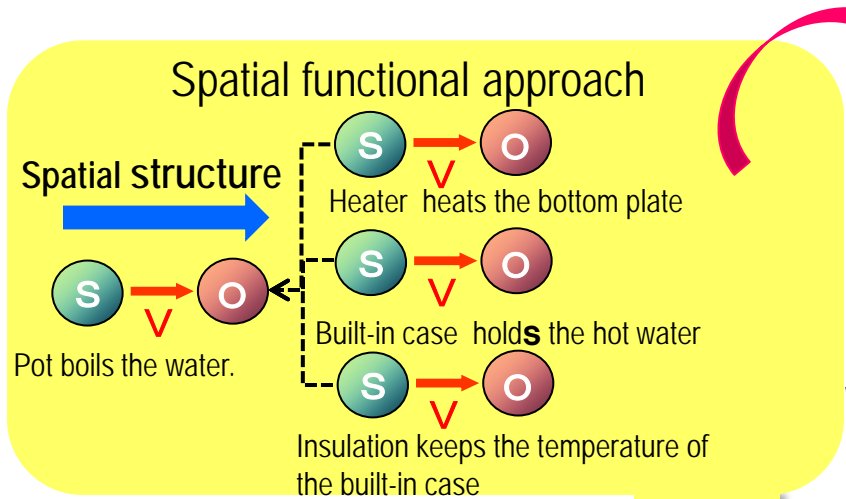 Spatial functional approach
Spatial structure
S O
V
Pot boils the water.
S O
V
Heater heats the bottom plate
S O
V
Built-in case holds the hot water
S O
V
Insulation keeps the temperature of
the built-in case